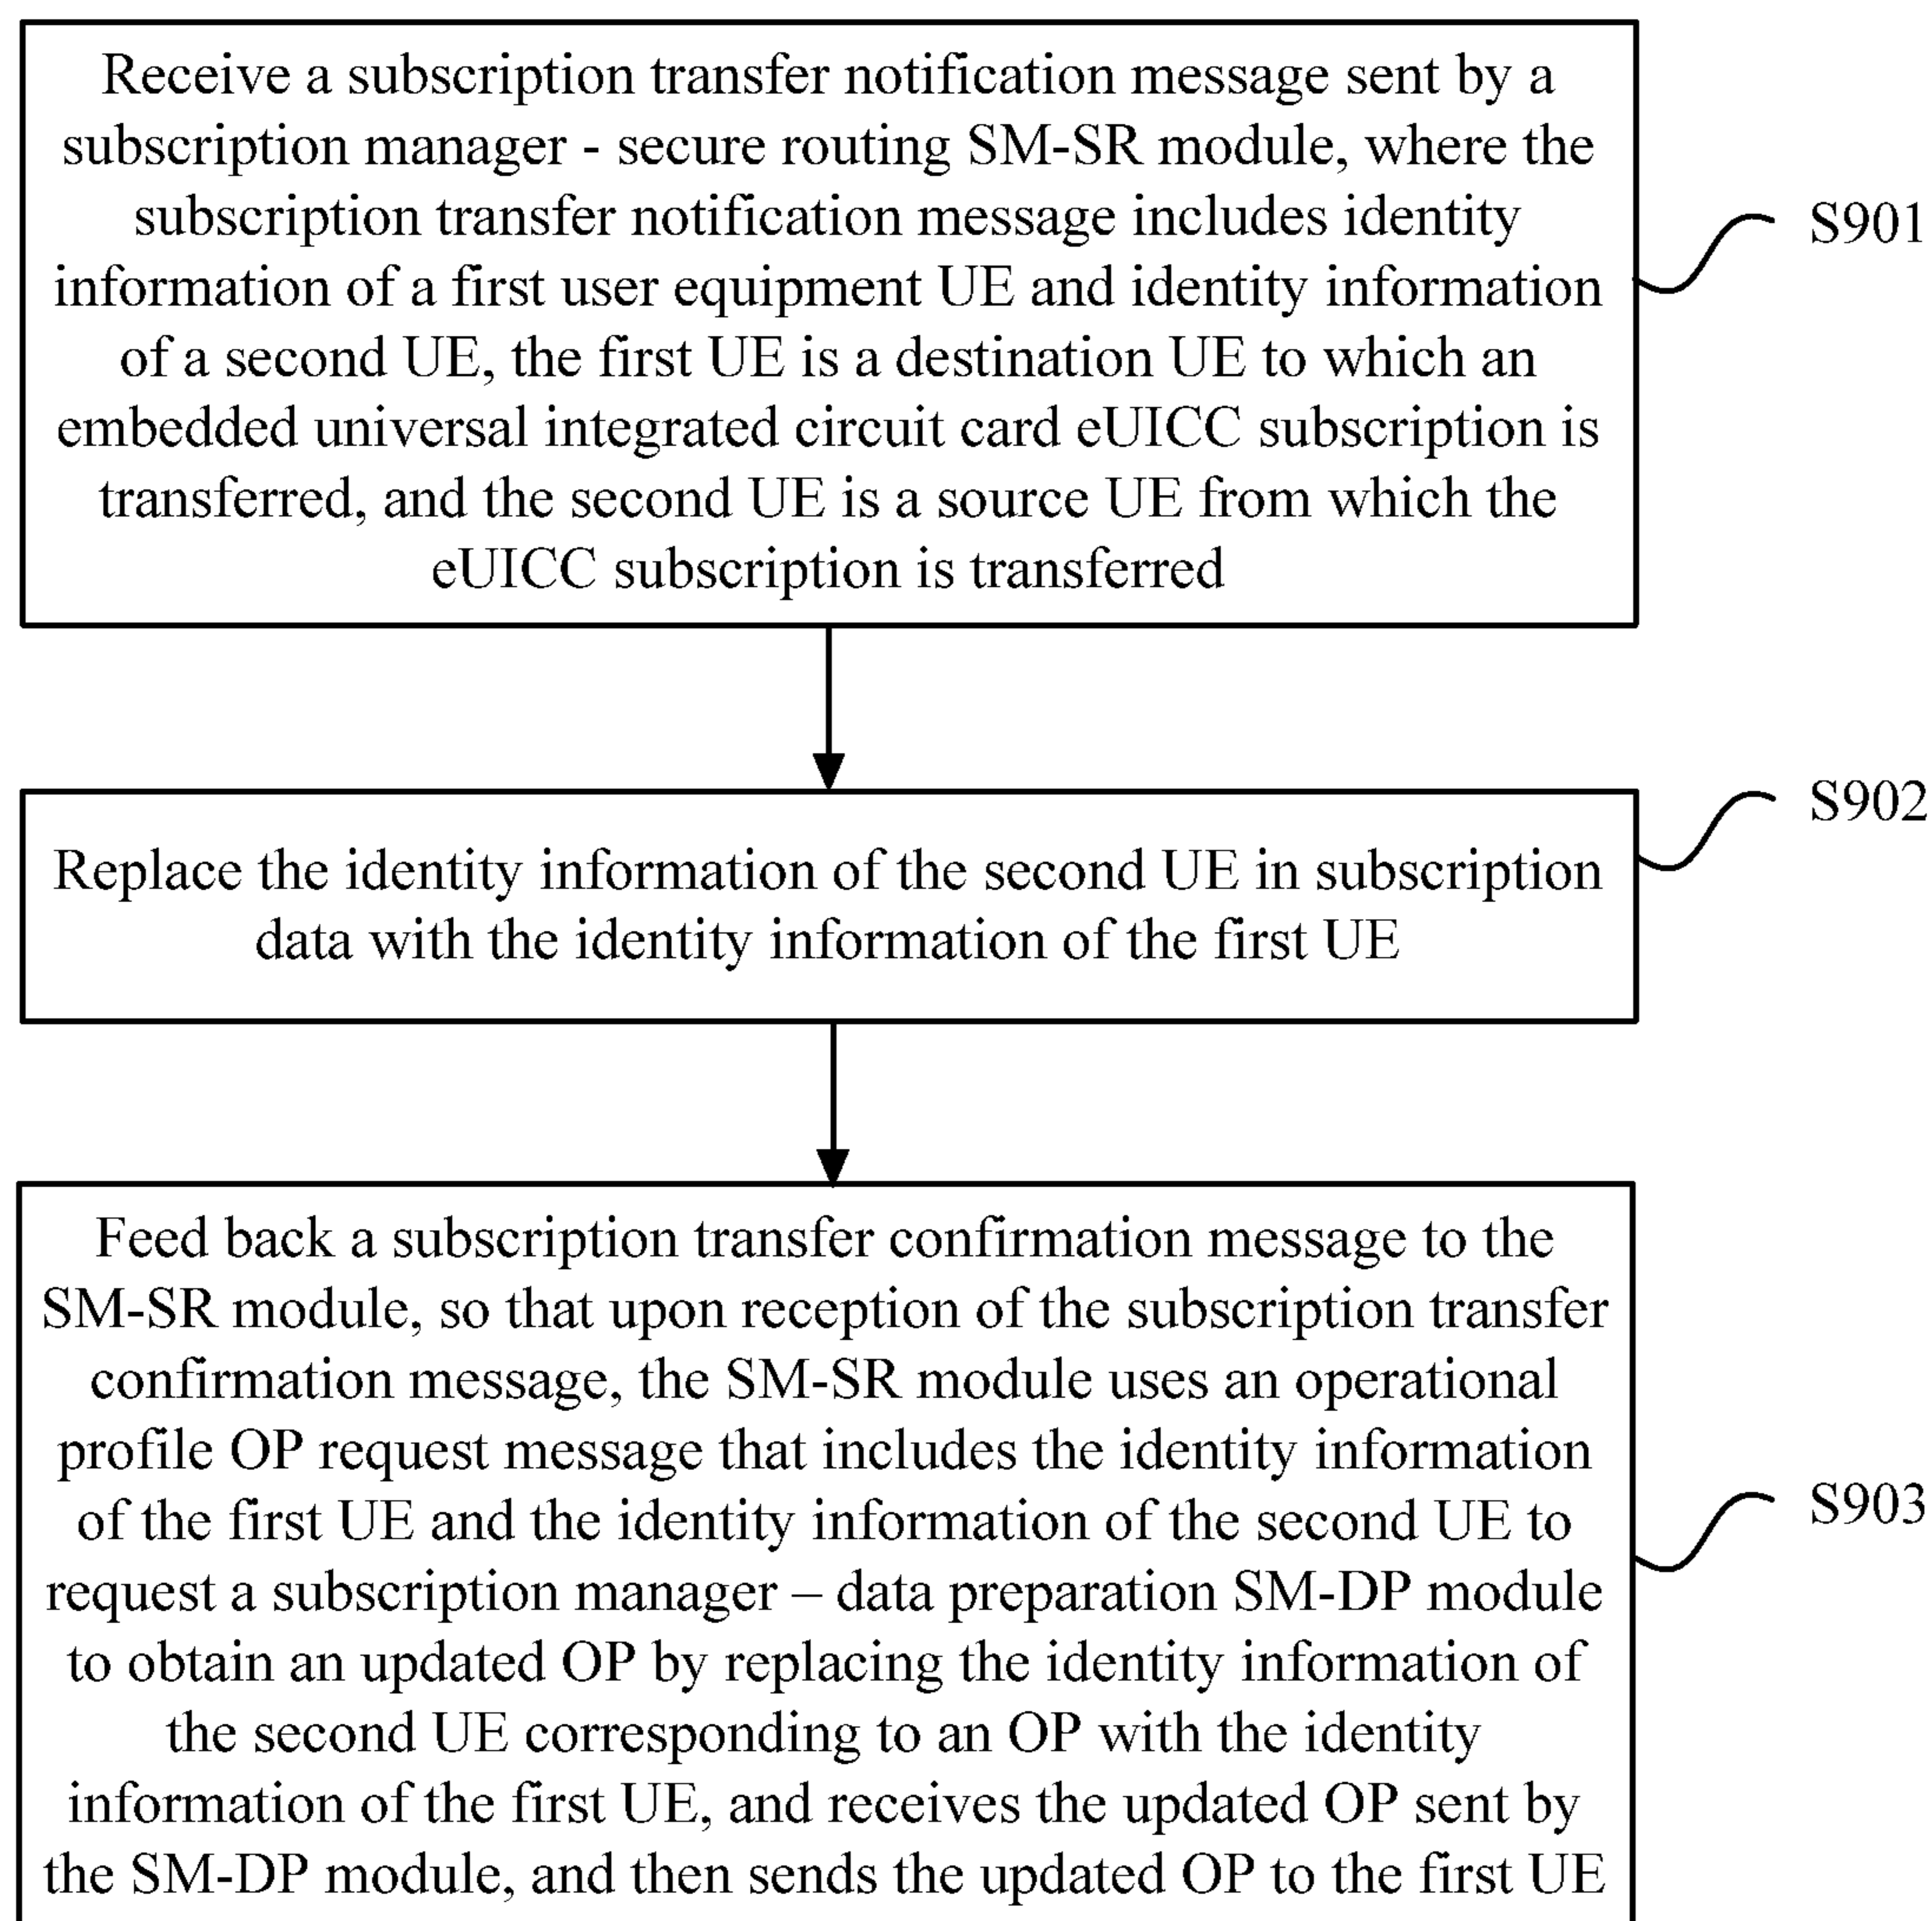 Receive a subscription transfer notification message sent by a
subscription manager - secure routing SM-SR module, where the
subscription transfer notification message includes identity
information of a first user equipment UE and identity information
of a second UE, the first UE is a destination UE to which an
embedded universal integrated circuit card eUICC subscription is
transferred, and the second UE is a source UE from which the
eUICC subscription is transferred
S901
Replace the identity information of the second UE in subscription
data with the identity information of the first UE
S902
Feed back a subscription transfer confirmation message to the
SM-SR module, so that upon reception of the subscription transfer
confirmation message, the SM-SR module uses an operational
profile OP request message that includes the identity information
of the first UE and the identity information of the second UE to
request a subscription manager – data preparation SM-DP module
to obtain an updated OP by replacing the identity information of
the second UE corresponding to an OP with the identity
information of the first UE, and receives the updated OP sent by
the SM-DP module, and then sends the updated OP to the first UE
S903